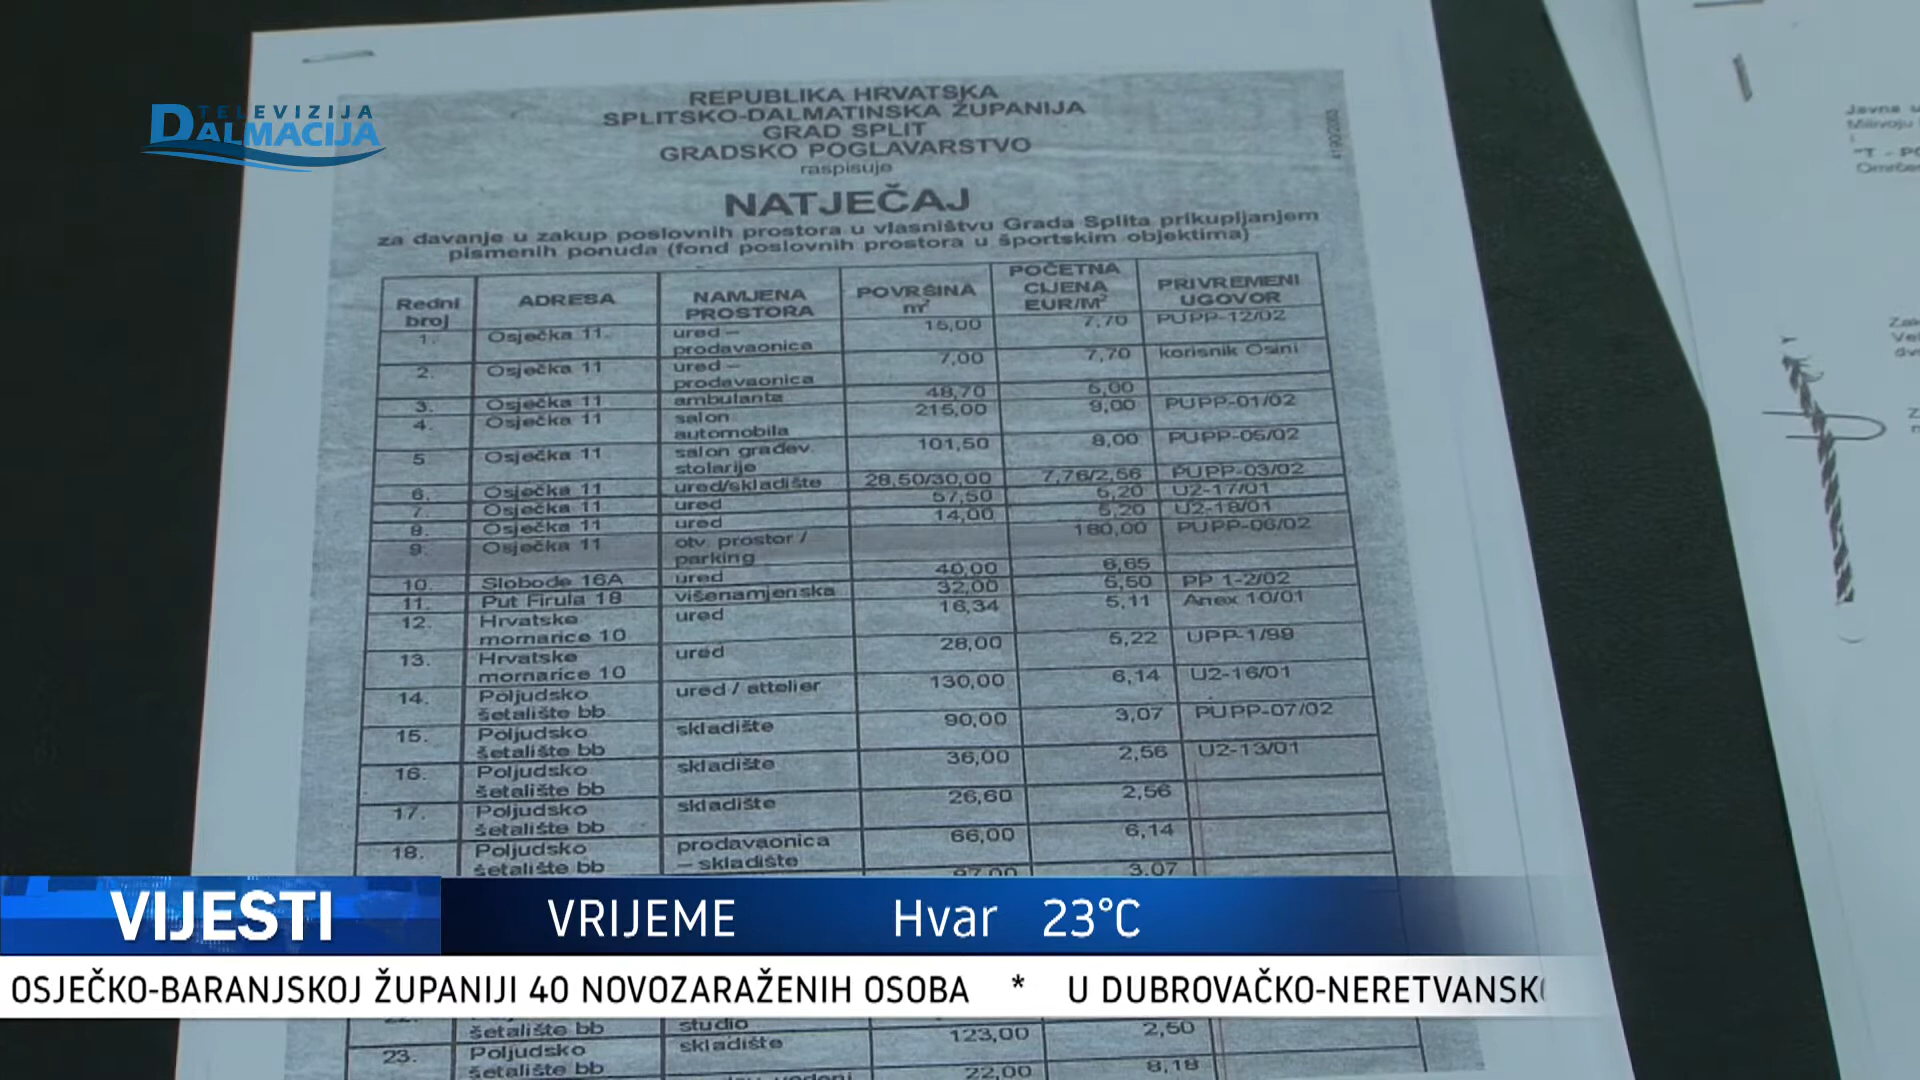 TELEVIZIJA
DALMACIJA
REPUBLIKA HRVATSKA
SPLITSKO-DALMATINSKA ŽUPANIJA
GRAD SPLIT
GRADSKO POGLAVARSTVO
raspisuje
NATJEČAJ
za davanje u zakup poslovnih prostora u vlasništvu Grada Splita prikupljanjem
pismenih ponuda (fond poslovnih prostora u športskim objektima)
Redni broj ADRESA NAMJENA PROSTORA POVRŠINA m² POČETNA CIJENA EUR/M² PRIVREMENI UGOVOR
1. Osječka 11. ured – prodavaonica 15,00 7,70 PUPP-12/02
2. Osječka 11 ured – prodavaonica 7,00 7,70 korisnik Osini
3. Osječka 11 ambulanta 48,70 5,00
4. Osječka 11 salon automobila 215,00 9,00 PUPP-01/02
5 Osječka 11 salon građev. stolarije 101,50 8,00 PUPP-05/02
6. Osječka 11 ured/skladište 28,50/30,00 7,76/2,56 PUPP-03/02
7. Osječka 11 ured 57,50 5,20 U2-17/01
8. Osječka 11 ured 14,00 5,20 U2-18/01
9. Osječka 11 otv. prostor / parking 180,00 PUPP-06/02
10. Slobode 16A ured 40,00 6,65
11. Put Firula 18 višenamjenska 32,00 5,50 PP 1-2/02
12. Hrvatske mornarice 10 ured 16,34 5,11 Anex 10/01
13. Hrvatske mornarice 10 ured 28,00 5,22 UPP-1/99
14. Poljudsko šetalište bb ured / attelier 130,00 6,14 U2-16/01
15. Poljudsko šetalište bb skladište 90,00 3,07 PUPP-07/02
16. Poljudsko šetalište bb skladište 36,00 2,56 U2-13/01
17. Poljudsko šetalište bb skladište 26,60 2,56
18. Poljudsko šetalište bb prodavaonica – skladište 66,00 6,14
3,07
VIJESTI
VRIJEME Hvar 23°C
OSJEČKO-BARANJSKOJ ŽUPANIJI 40 NOVOZARAŽENIH OSOBA * U DUBROVAČKO-NERETVANSK
šetalište bb studio
23. Poljudsko šetalište bb skladište 123,00 2,50
22,00 8,18
Javna u
Milivoju
i
"T - PO